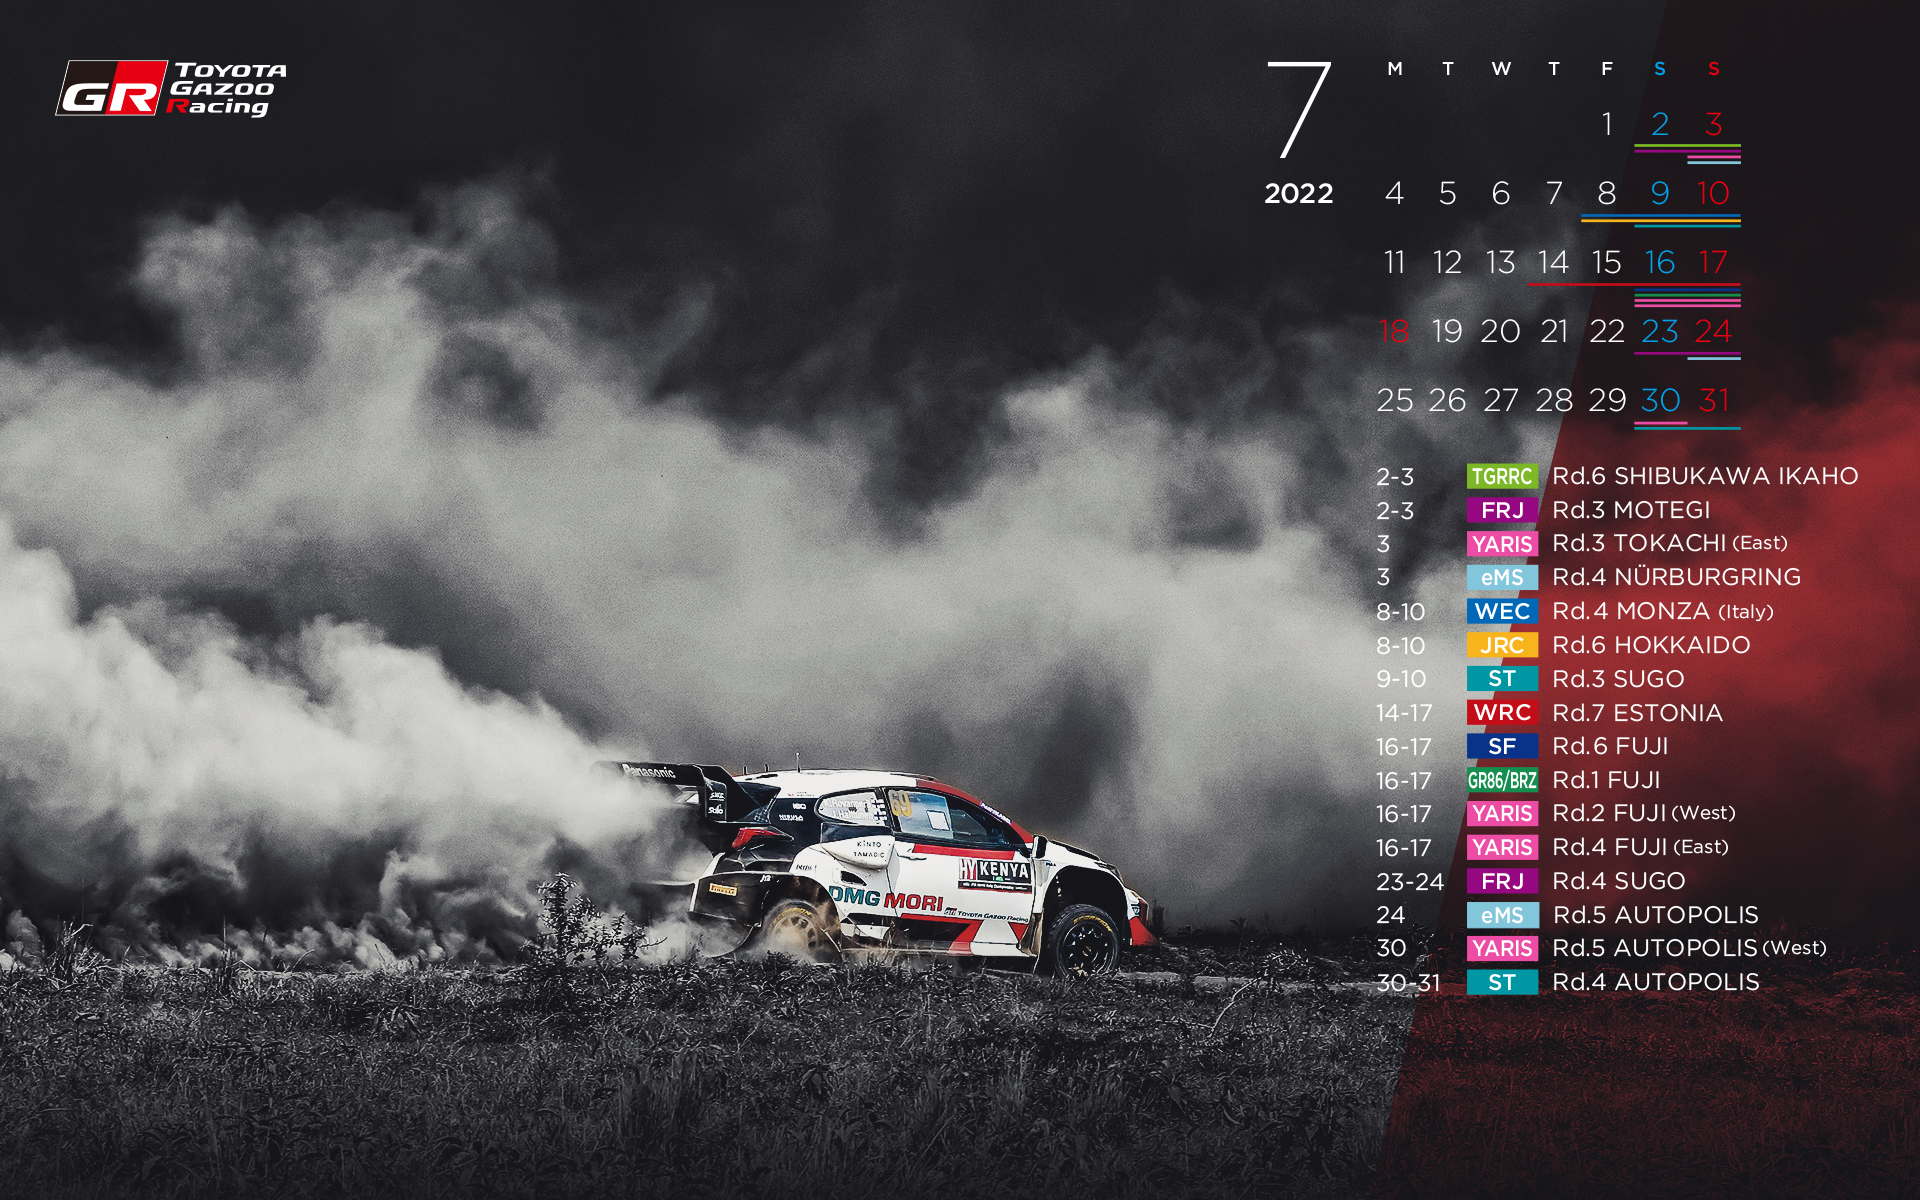 GR TOYOTA
GAZOO
Racing
7
2022
M T W T F S S
1 2 3
4 5 6 7 8 9 10
11 12 13 14 15 16 17
18 19 20 21 22 23 24
25 26 27 28 29 30 31
2-3 TGRRC Rd.6 SHIBUKAWA IKAHO
2-3 FRJ Rd.3 MOTEGI
3 YARIS Rd.3 TOKACHI (East)
3 eMS Rd.4 NÜRBURGRING
8-10 WEC Rd.4 MONZA (Italy)
8-10 JRC Rd.6 HOKKAIDO
9-10 ST Rd.3 SUGO
14-17 WRC Rd.7 ESTONIA
16-17 SF Rd.6 FUJI
16-17 GR86/BRZ Rd.1 FUJI
16-17 YARIS Rd.2 FUJI (West)
16-17 YARIS Rd.4 FUJI (East)
23-24 FRJ Rd.4 SUGO
24 eMS Rd.5 AUTOPOLIS
30 YARIS Rd.5 AUTOPOLIS (West)
30-31 ST Rd.4 AUTOPOLIS
Panasonic
69
KINTO
TAMADIC
HY KENYA
PIRELLI
DMG MORI
TOYOTA GAZOO Racing